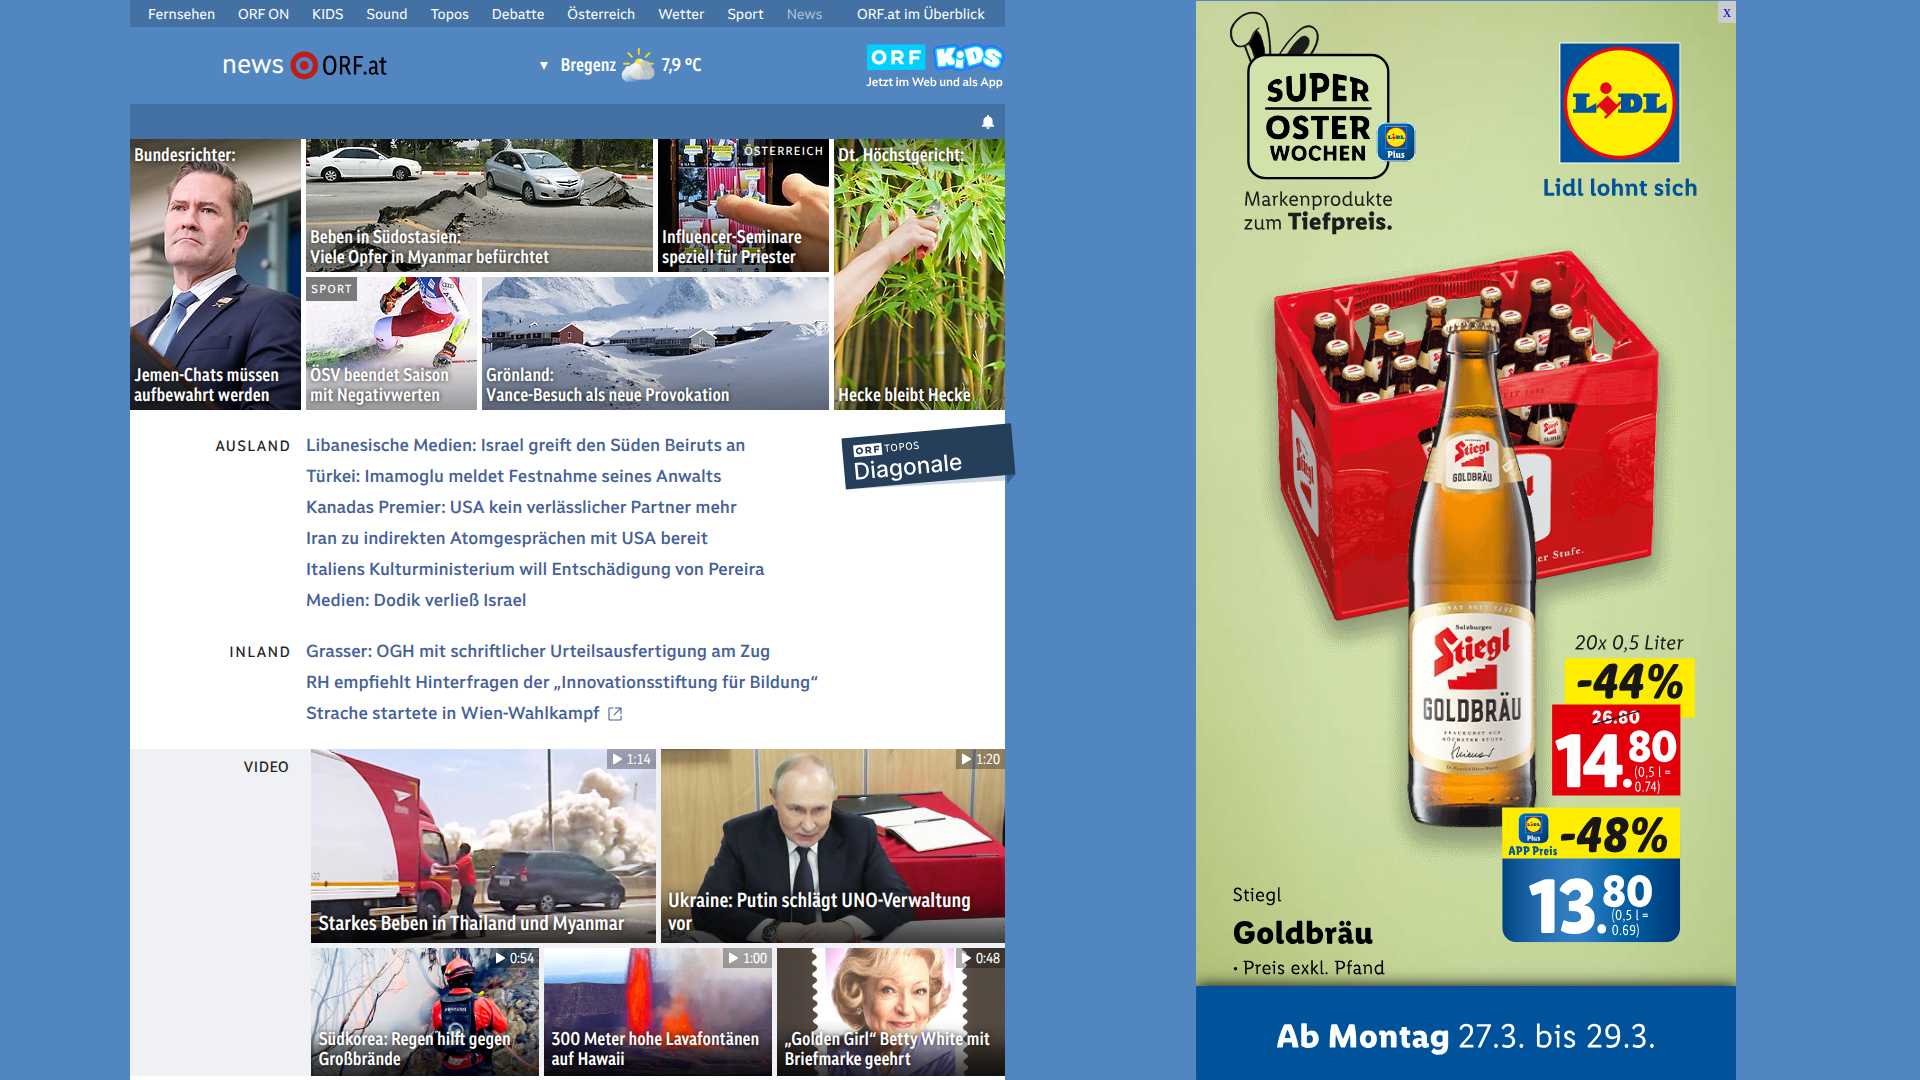 Fernsehen ORF ON KIDS Sound Topos Debatte Österreich Wetter Sport News ORF.at im Überblick
news ORF.at
Bregenz 7,9 °C
ORF KiDS
Jetzt im Web und als App
Bundesrichter:
Jemen-Chats müssen
aufbewahrt werden
Beben in Südostasien:
Viele Opfer in Myanmar befürchtet
ÖSTERREICH
Influencer-Seminare
speziell für Priester
Dt. Höchstgericht:
Hecke bleibt Hecke
SPORT
ÖSV beendet Saison
mit Negativwerten
Grönland:
Vance-Besuch als neue Provokation
AUSLAND
Libanesische Medien: Israel greift den Süden Beiruts an
Türkei: Imamoglu meldet Festnahme seines Anwalts
Kanadas Premier: USA kein verlässlicher Partner mehr
Iran zu indirekten Atomgesprächen mit USA bereit
Italiens Kulturministerium will Entschädigung von Pereira
Medien: Dodik verließ Israel
ORF TOPOS
Diagonale
INLAND
Grasser: OGH mit schriftlicher Urteilsausfertigung am Zug
RH empfiehlt Hinterfragen der „Innovationsstiftung für Bildung“
Strache startete in Wien-Wahlkampf
VIDEO
1:14
Starkes Beben in Thailand und Myanmar
1:20
Ukraine: Putin schlägt UNO-Verwaltung
vor
0:54
Südkorea: Regen hilft gegen
Großbrände
1:00
300 Meter hohe Lavafontänen
auf Hawaii
0:48
„Golden Girl“ Betty White mit
Briefmarke geehrt
x
SUPER
OSTER
WOCHEN
LIDL
Plus
Markenprodukte
zum Tiefpreis.
LiDL
Lidl lohnt sich
er Stufe.
Stiegl
GOLDBRÄU
Salzburger
Stiegl
GOLDBRÄU
BRAUKUNST AUF
HÖCHSTER STUFE.
20x 0,5 Liter
-44%
26.80
14.80
(0,5 l =
0.74)
LIDL
Plus
APP Preis
-48%
13.80
(0,5 l =
0.69)
Stiegl
Goldbräu
• Preis exkl. Pfand
Ab Montag 27.3. bis 29.3.